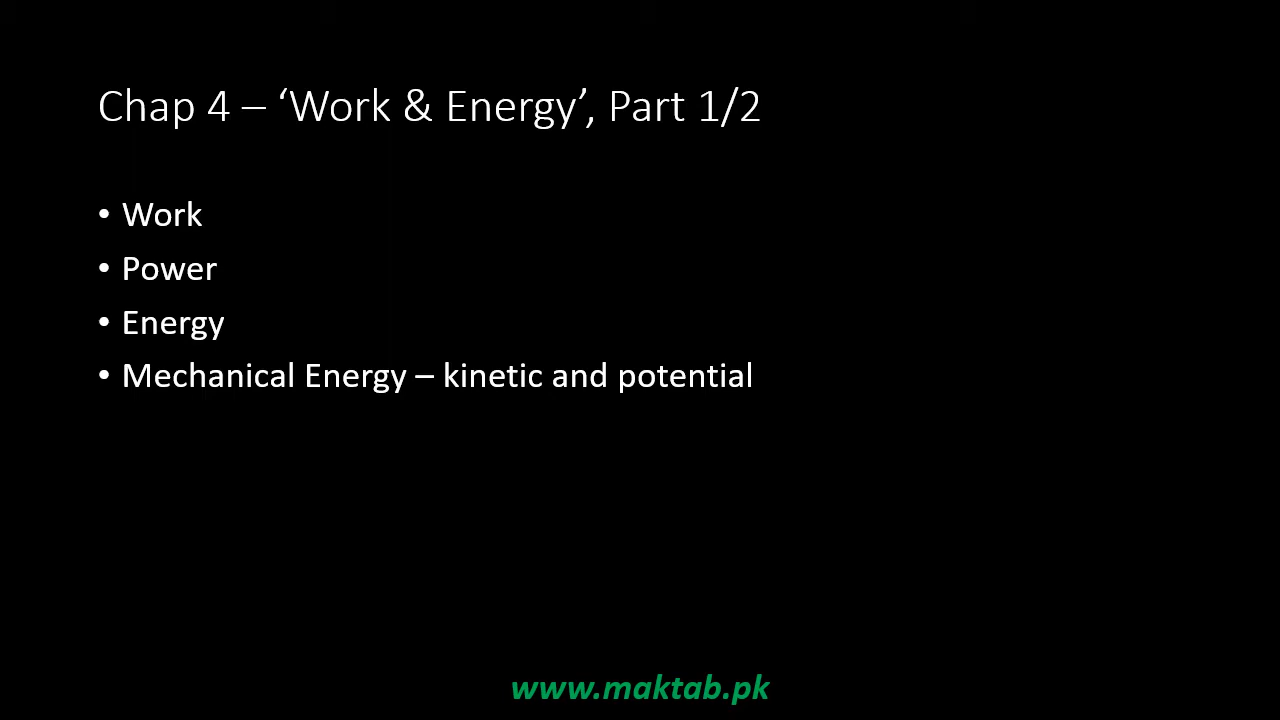 Chap 4 – ‘Work & Energy’, Part 1/2
• Work
• Power
• Energy
• Mechanical Energy – kinetic and potential
www.maktab.pk